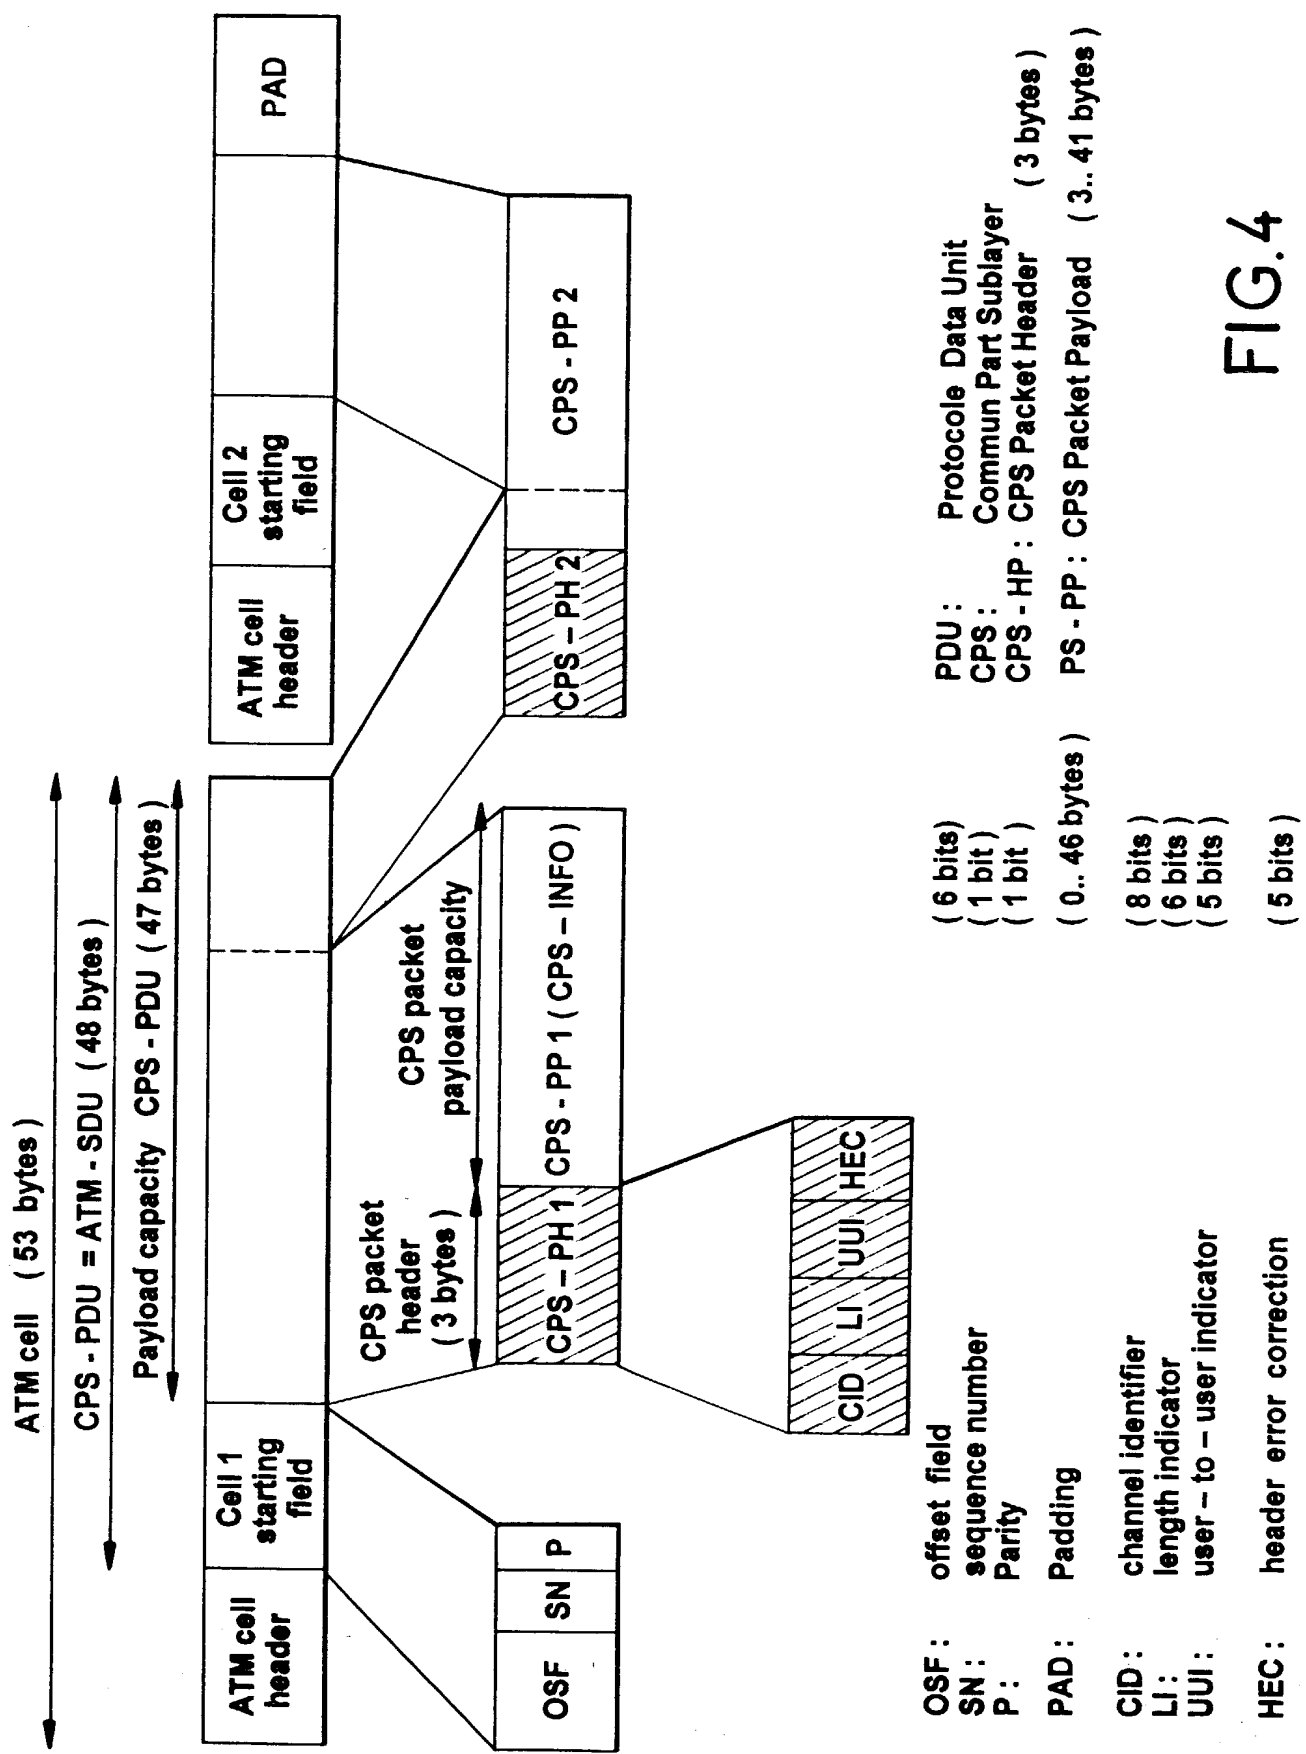 ATM cell ( 53 bytes )
CPS - PDU = ATM - SDU ( 48 bytes )
Payload capacity CPS - PDU ( 47 bytes )
ATM cell
header
Cell 1
starting
field
ATM cell
header
Cell 2
starting
field
PAD
CPS packet
header
( 3 bytes )
CPS packet
payload capacity
OSF
SN
P
CPS – PH 1
CPS - PP 1 ( CPS – INFO )
CPS – PH 2
CPS - PP 2
CID
LI
UUI
HEC
OSF : offset field ( 6 bits)
SN : sequence number ( 1 bit )
P : Parity ( 1 bit )
PAD : Padding ( 0.. 46 bytes )
CID : channel identifier ( 8 bits )
LI : length indicator ( 6 bits )
UUI : user – to – user indicator ( 5 bits )
HEC : header error correction ( 5 bits )
PDU : Protocole Data Unit
CPS : Commun Part Sublayer
CPS - HP : CPS Packet Header ( 3 bytes )
PS - PP : CPS Packet Payload ( 3.. 41 bytes )
FIG.4